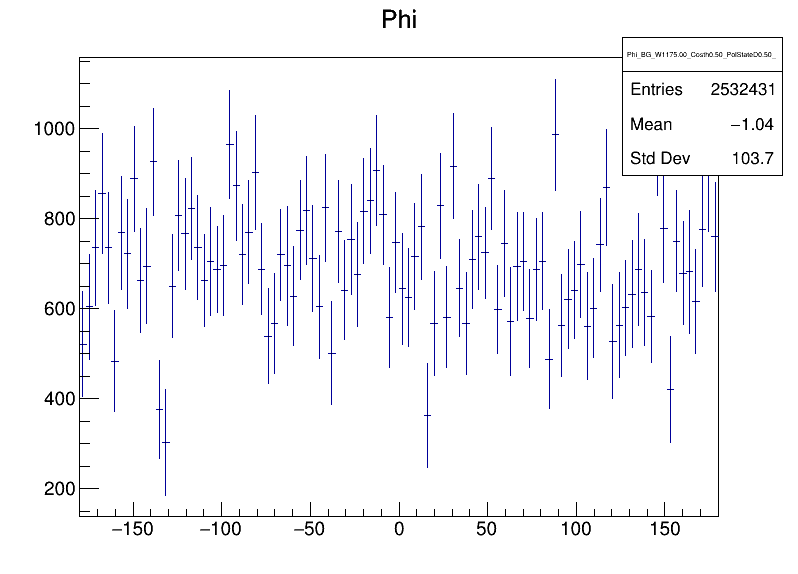 Phi
Phi_BG_W1175.00_Costh0.50_PolStateD0.50_
Entries 2532431
Mean −1.04
Std Dev 103.7
1000
800
600
400
200
−150 −100 −50 0 50 100 150